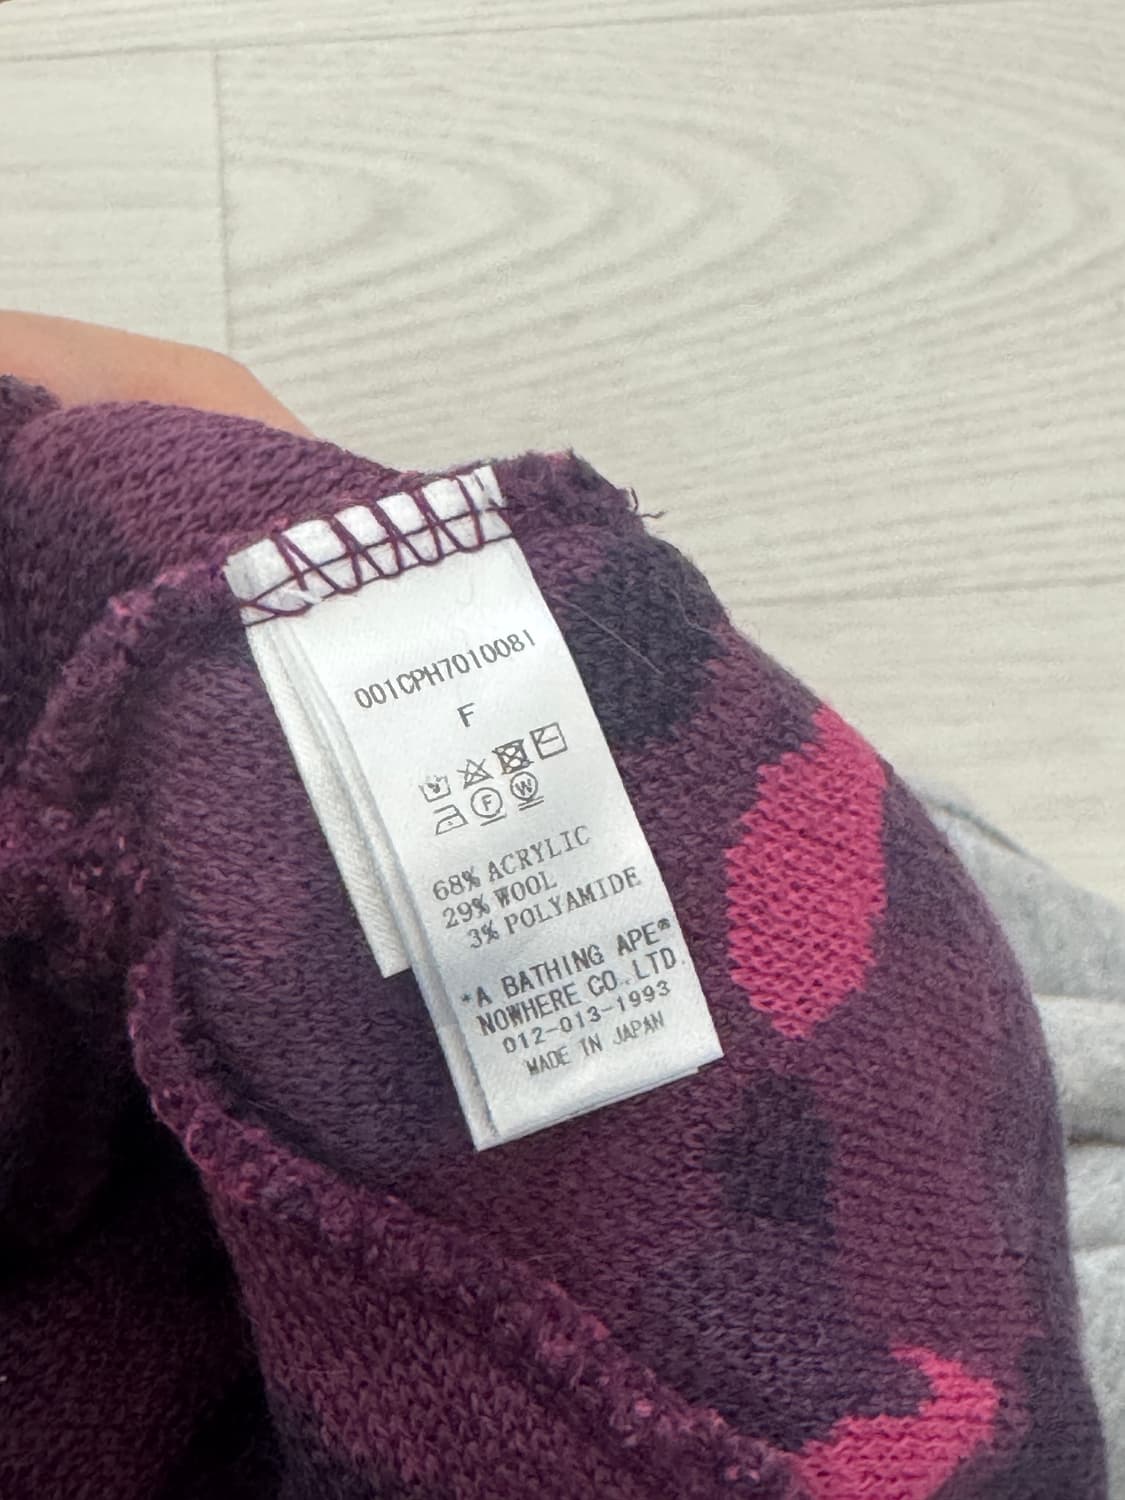 001CPH7010081
F
F W
68% ACRYLIC
29% WOOL
3% POLYAMIDE
*A BATHING APE®
NOWHERE CO.,LTD.
012-013-1993
MADE IN JAPAN